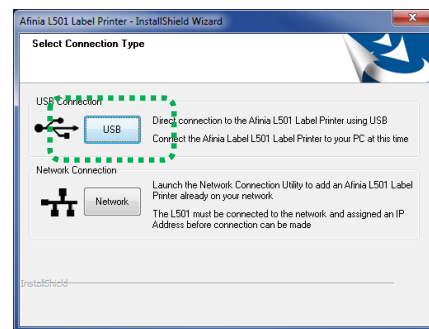 Afinia L501 Label Printer - InstallShield Wizard
Select Connection Type
USB Connection
USB
Direct connection to the Afinia L501 Label Printer using USB
Connect the Afinia Label L501 Label Printer to your PC at this time
Network Connection
Network
Launch the Network Connection Utility to add an Afinia L501 Label
Printer already on your network
The L501 must be connected to the network and assigned an IP
Address before connection can be made
InstallShield